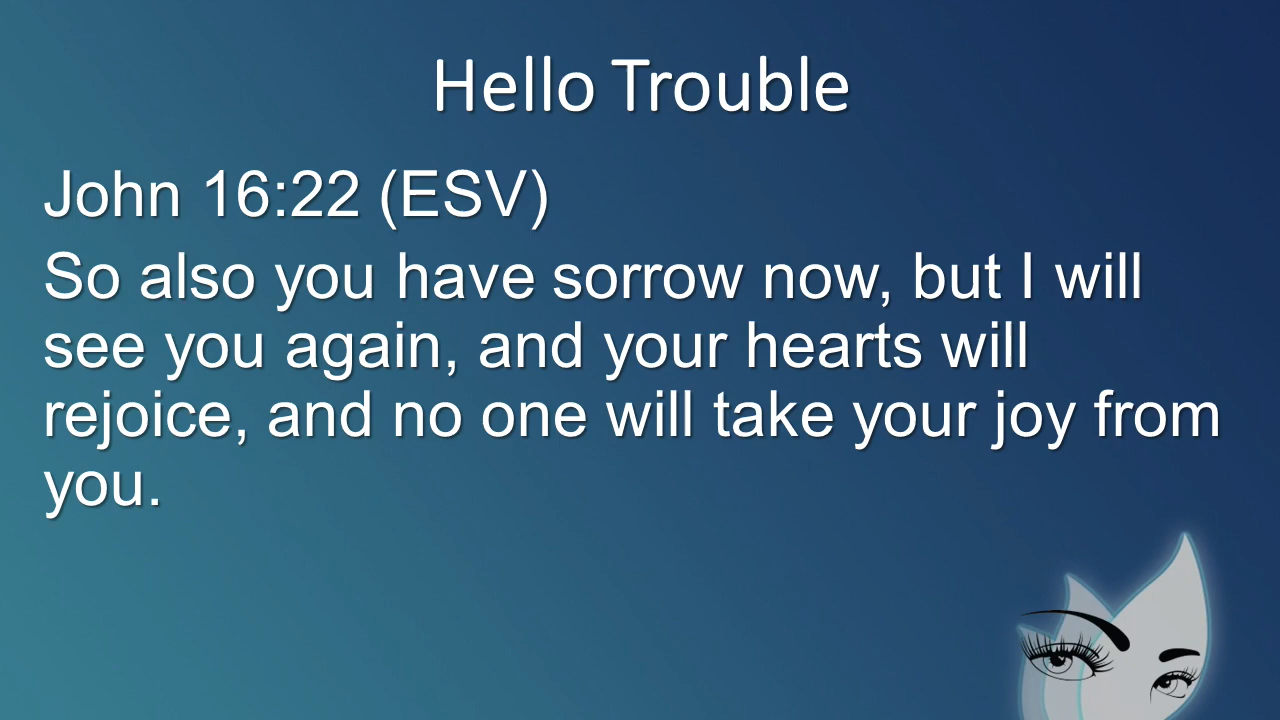 Hello Trouble
John 16:22 (ESV)
So also you have sorrow now, but I will
see you again, and your hearts will
rejoice, and no one will take your joy from
you.